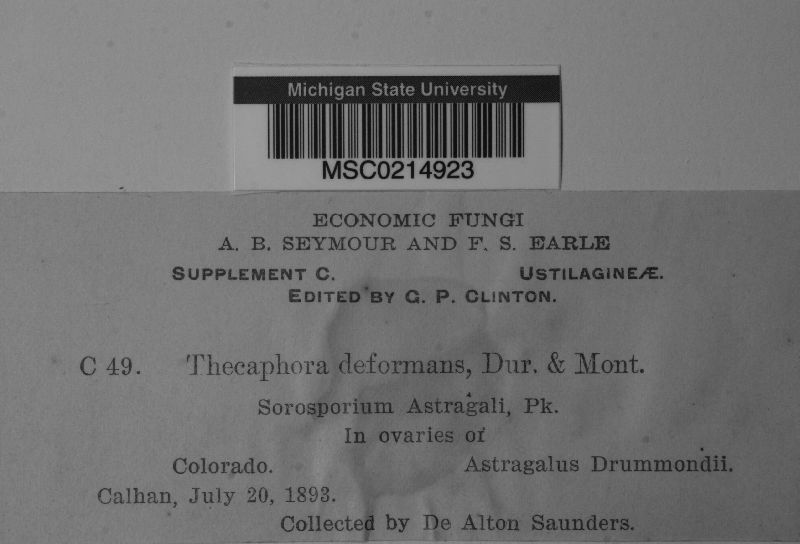 Michigan State University
MSC0214923
ECONOMIC FUNGI
A. B. SEYMOUR AND F. S. EARLE
SUPPLEMENT C. USTILAGINEÆ.
EDITED BY G. P. CLINTON.
C 49. Thecaphora deformans, Dur. & Mont.
Sorosporium Astragali, Pk.
In ovaries of
Colorado. Astragalus Drummondii.
Calhan, July 20, 1893.
Collected by De Alton Saunders.